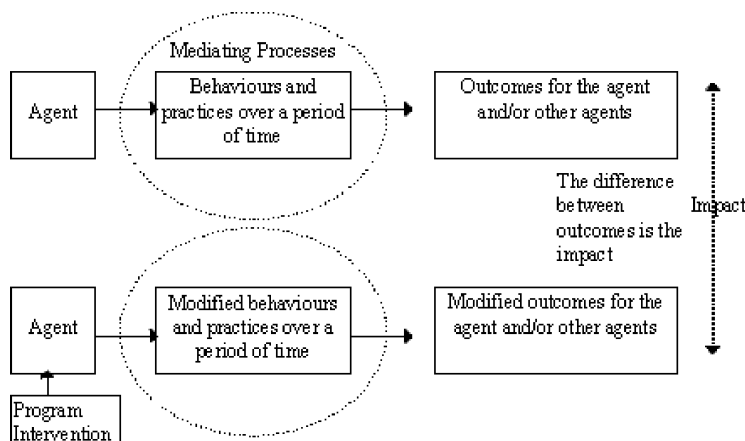 Mediating Processes
Agent
Behaviours and
practices over a period
of time
Outcomes for the agent
and/or other agents
The difference
between
outcomes is the
impact
Impact
Agent
Modified behaviours
and practices over a
period of time
Modified outcomes for the
agent and/or other agents
Program
Intervention